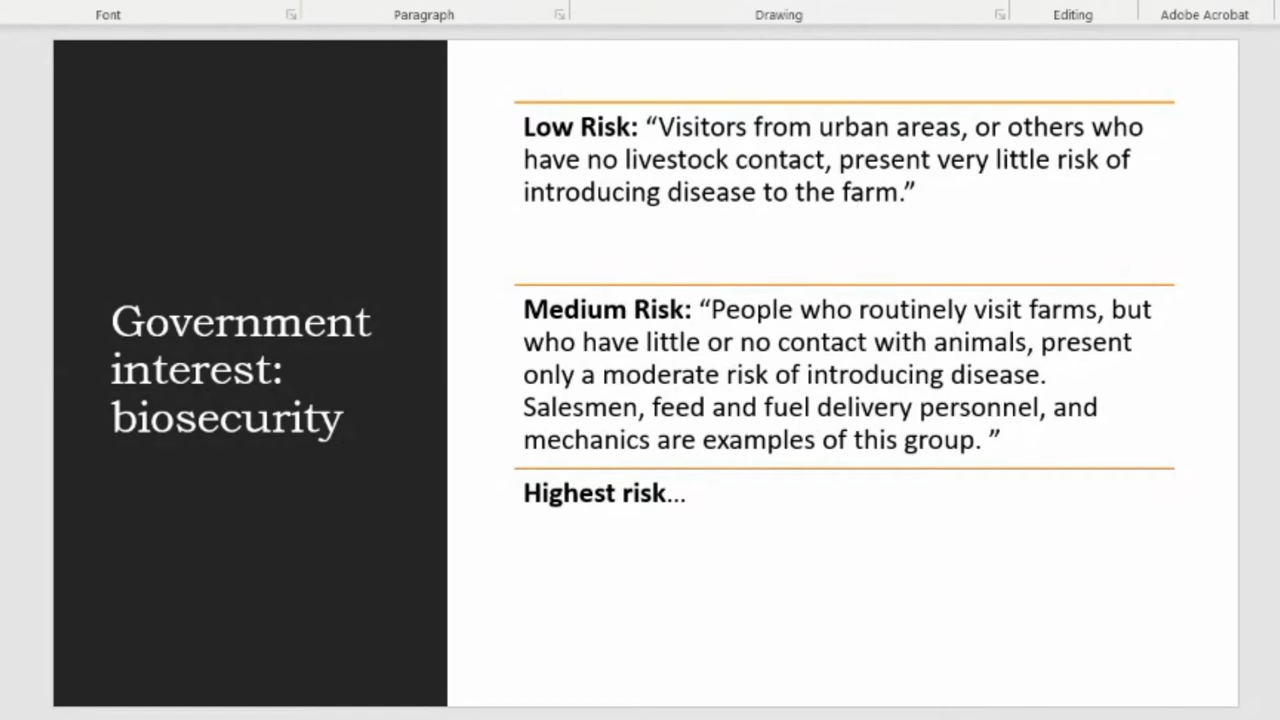 Font
Paragraph
Drawing
Editing
Adobe Acrobat
Government
interest:
biosecurity
Low Risk: “Visitors from urban areas, or others who
have no livestock contact, present very little risk of
introducing disease to the farm.”
Medium Risk: “People who routinely visit farms, but
who have little or no contact with animals, present
only a moderate risk of introducing disease.
Salesmen, feed and fuel delivery personnel, and
mechanics are examples of this group. ”
Highest risk…